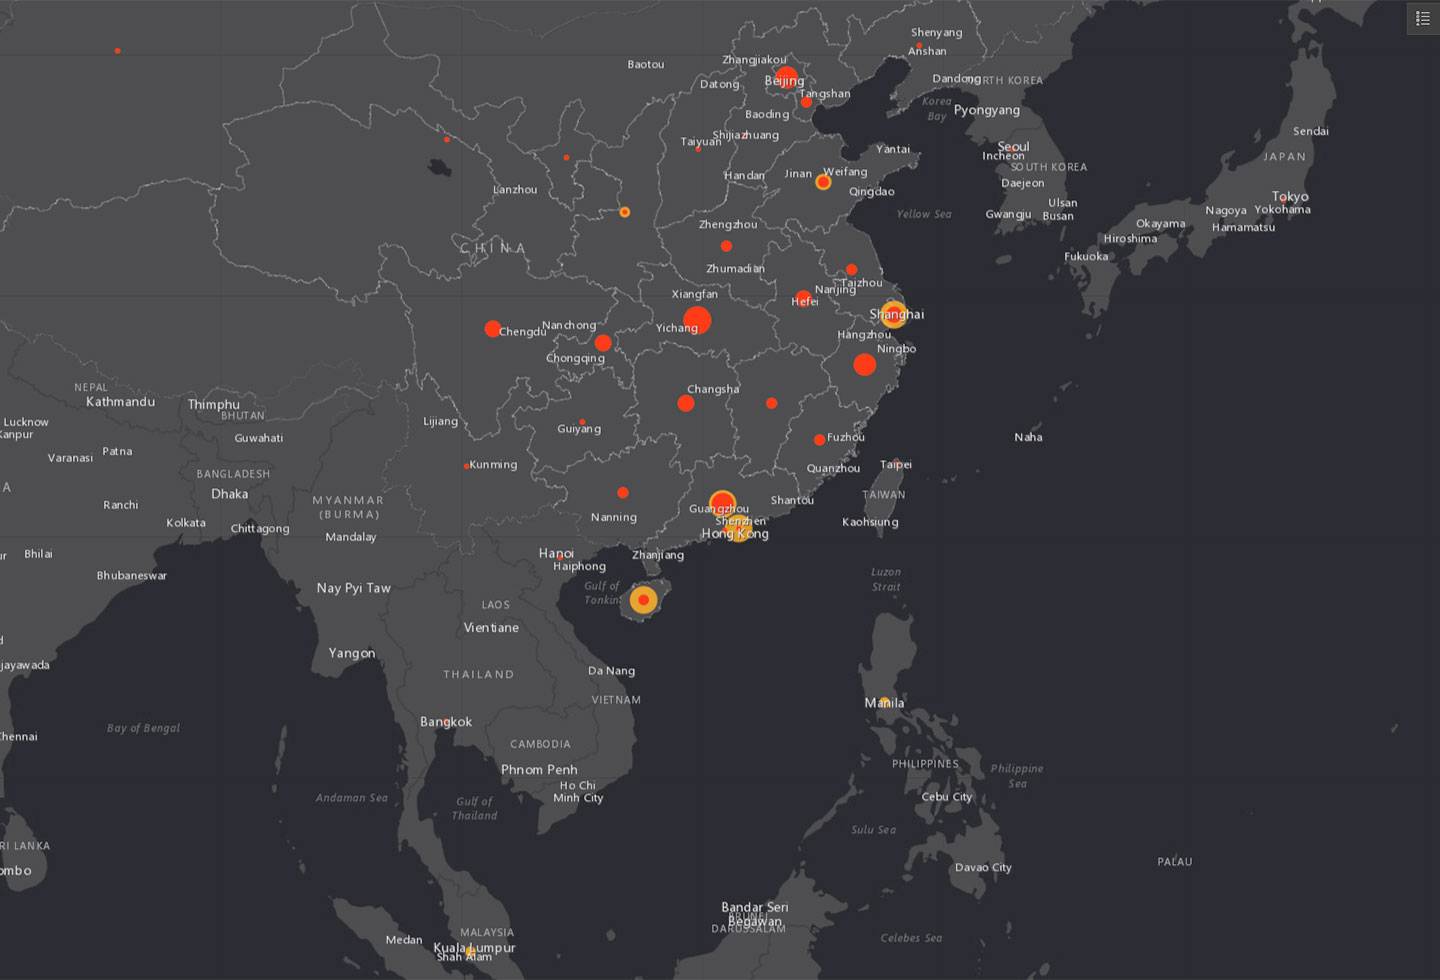 Shenyang
Anshan
Zhangjiakou
Baotou
Beijing
Datong
Dandong
RTH KOREA
Tangshan
Korea
Bay
Pyongyang
Baoding
Sendai
Shijiazhuang
Taiyuan
Seoul
Incheon
Yantai
JAPAN
SOUTH KOREA
Handan
Jinan
Weifang
Daejeon
Lanzhou
Qingdao
Tokyo
Ulsan
Yokohama
Nagoya
Yellow Sea
Gwangju
Busan
Zhengzhou
Okayama
Hamamatsu
Hiroshima
CHINA
Fukuoka
Zhumadian
Taizhou
Nanjing
Xiangfan
Hefei
Shanghai
Nanchong
Yichang
Chengdu
Hangzhou
Ningbo
Chongqing
NEPAL
Kathmandu
Changsha
Thimphu
BHUTAN
Lucknow
Lijiang
Guiyang
Kanpur
Guwahati
Fuzhou
Naha
Patna
Varanasi
Kunming
Quanzhou
Taipei
BANGLADESH
A
Dhaka
TAIWAN
MYANMAR
(BURMA)
Shantou
Ranchi
Guangzhou
Nanning
Kolkata
Shenzhen
Kaohsiung
Chittagong
Hong Kong
Mandalay
Hanoi
Zhanjiang
ur
Bhilai
Haiphong
Bhubaneswar
Luzon
Strait
Nay Pyi Taw
Gulf of
Tonkin
LAOS
Vientiane
d
Yangon
jayawada
Da Nang
THAILAND
VIETNAM
Manila
Bay of Bengal
Bangkok
Chennai
CAMBODIA
PHILIPPINES
Philippine
Sea
Phnom Penh
Ho Chi
Minh City
Andaman Sea
Gulf of
Thailand
Cebu City
Sulu Sea
RI LANKA
ombo
Davao City
PALAU
Bandar Seri
Begawan
BRUNEI
DARUSSALAM
MALAYSIA
Medan
Kuala Lumpur
Shah Alam
Celebes Sea